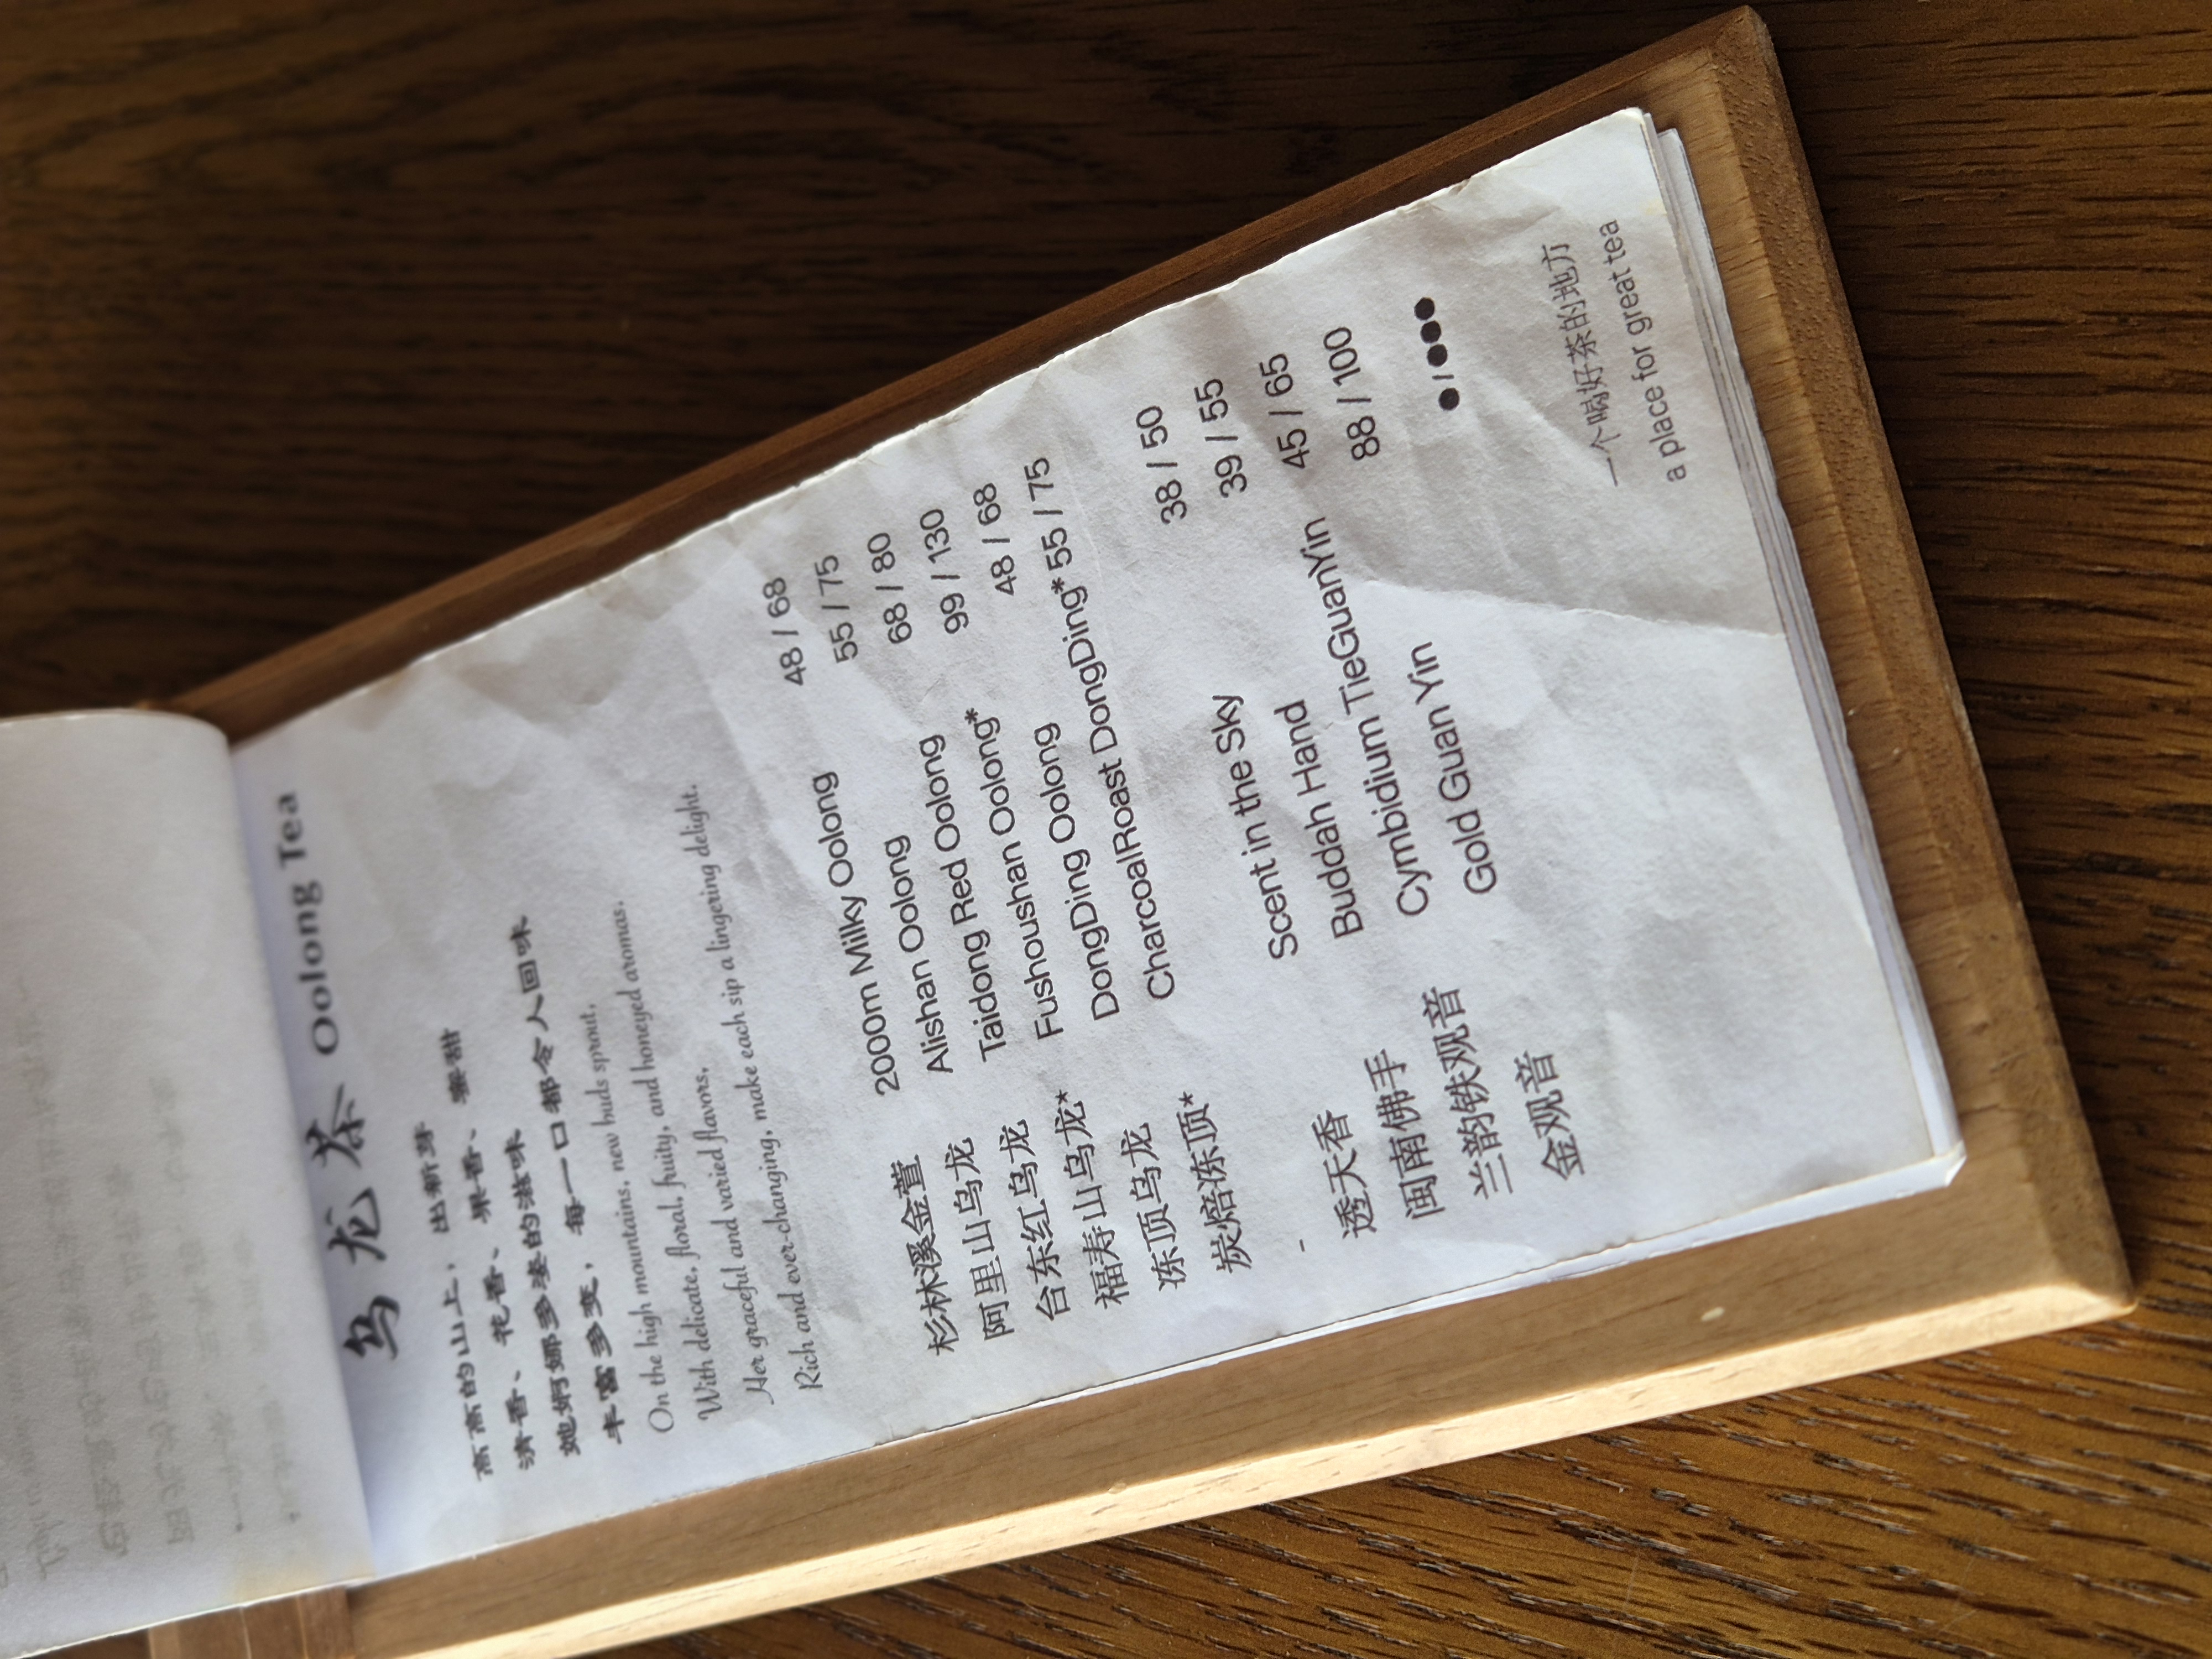 乌龙茶 Oolong Tea
高高的山上，出新芽
清香、花香、果香、蜜甜
她婀娜多姿的滋味
丰富多变，每一口都令人回味
On the high mountains, new buds sprout,
With delicate, floral, fruity, and honeyed aromas.
Her graceful and varied flavors,
Rich and ever-changing, make each sip a lingering delight.
杉林溪金萱 2000m Milky Oolong 48 / 68
阿里山乌龙 Alishan Oolong 55 / 75
台东红乌龙 Taidong Red Oolong 68 / 80
福寿山乌龙* Fushoushan Oolong* 99 / 130
冻顶乌龙 DongDing Oolong 48 / 68
炭焙冻顶* CharcoalRoast DongDing* 55 / 75
-
透天香 Scent in the Sky 38 / 50
闽南佛手 Buddah Hand 39 / 55
兰韵铁观音 Cymbidium TieGuanYin 45 / 65
金观音 Gold Guan Yin 88 / 100
●/●●●
一个喝好茶的地方
a place for great tea